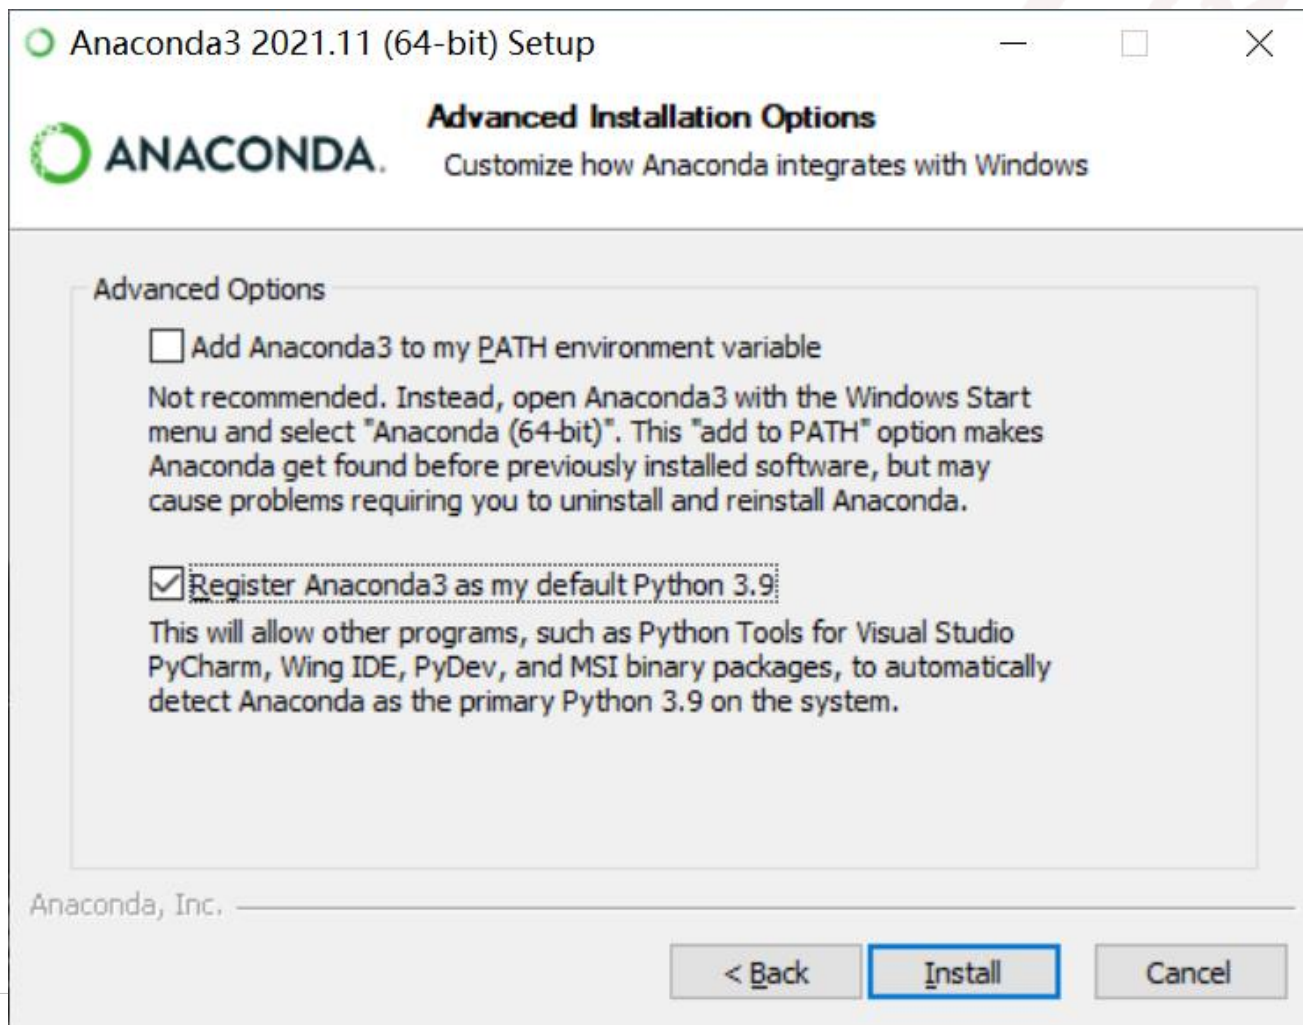 Anaconda3 2021.11 (64-bit) Setup
ANACONDA.
Advanced Installation Options
Customize how Anaconda integrates with Windows
Advanced Options
Add Anaconda3 to my PATH environment variable
Not recommended. Instead, open Anaconda3 with the Windows Start
menu and select "Anaconda (64-bit)". This "add to PATH" option makes
Anaconda get found before previously installed software, but may
cause problems requiring you to uninstall and reinstall Anaconda.
Register Anaconda3 as my default Python 3.9
This will allow other programs, such as Python Tools for Visual Studio
PyCharm, Wing IDE, PyDev, and MSI binary packages, to automatically
detect Anaconda as the primary Python 3.9 on the system.
Anaconda, Inc.
< Back Install Cancel